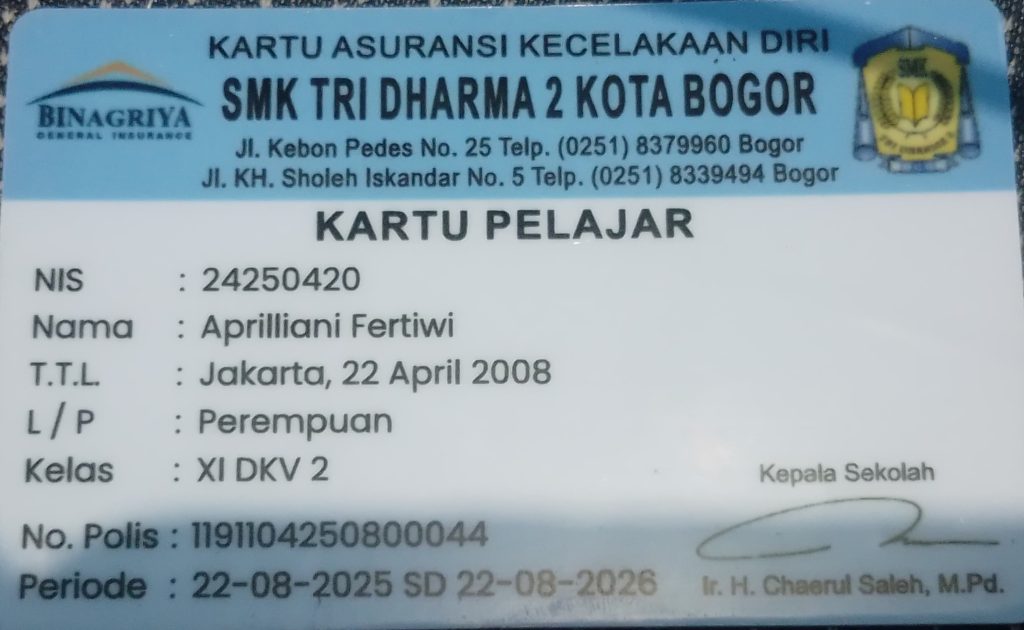 KARTU ASURANSI KECELAKAAN DIRI
BINAGRIYA
GENERAL INSURANCE
SMK TRI DHARMA 2 KOTA BOGOR
Jl. Kebon Pedes No. 25 Telp. (0251) 8379960 Bogor
Jl. KH. Sholeh Iskandar No. 5 Telp. (0251) 8339494 Bogor
SMK
KARTU PELAJAR
NIS : 24250420
Nama : Aprilliani Fertiwi
T.T.L. : Jakarta, 22 April 2008
L / P : Perempuan
Kelas : XI DKV 2
No. Polis : 1191104250800044
Periode : 22-08-2025 SD 22-08-2026
Kepala Sekolah
Ir. H. Chaerul Saleh, M.Pd.